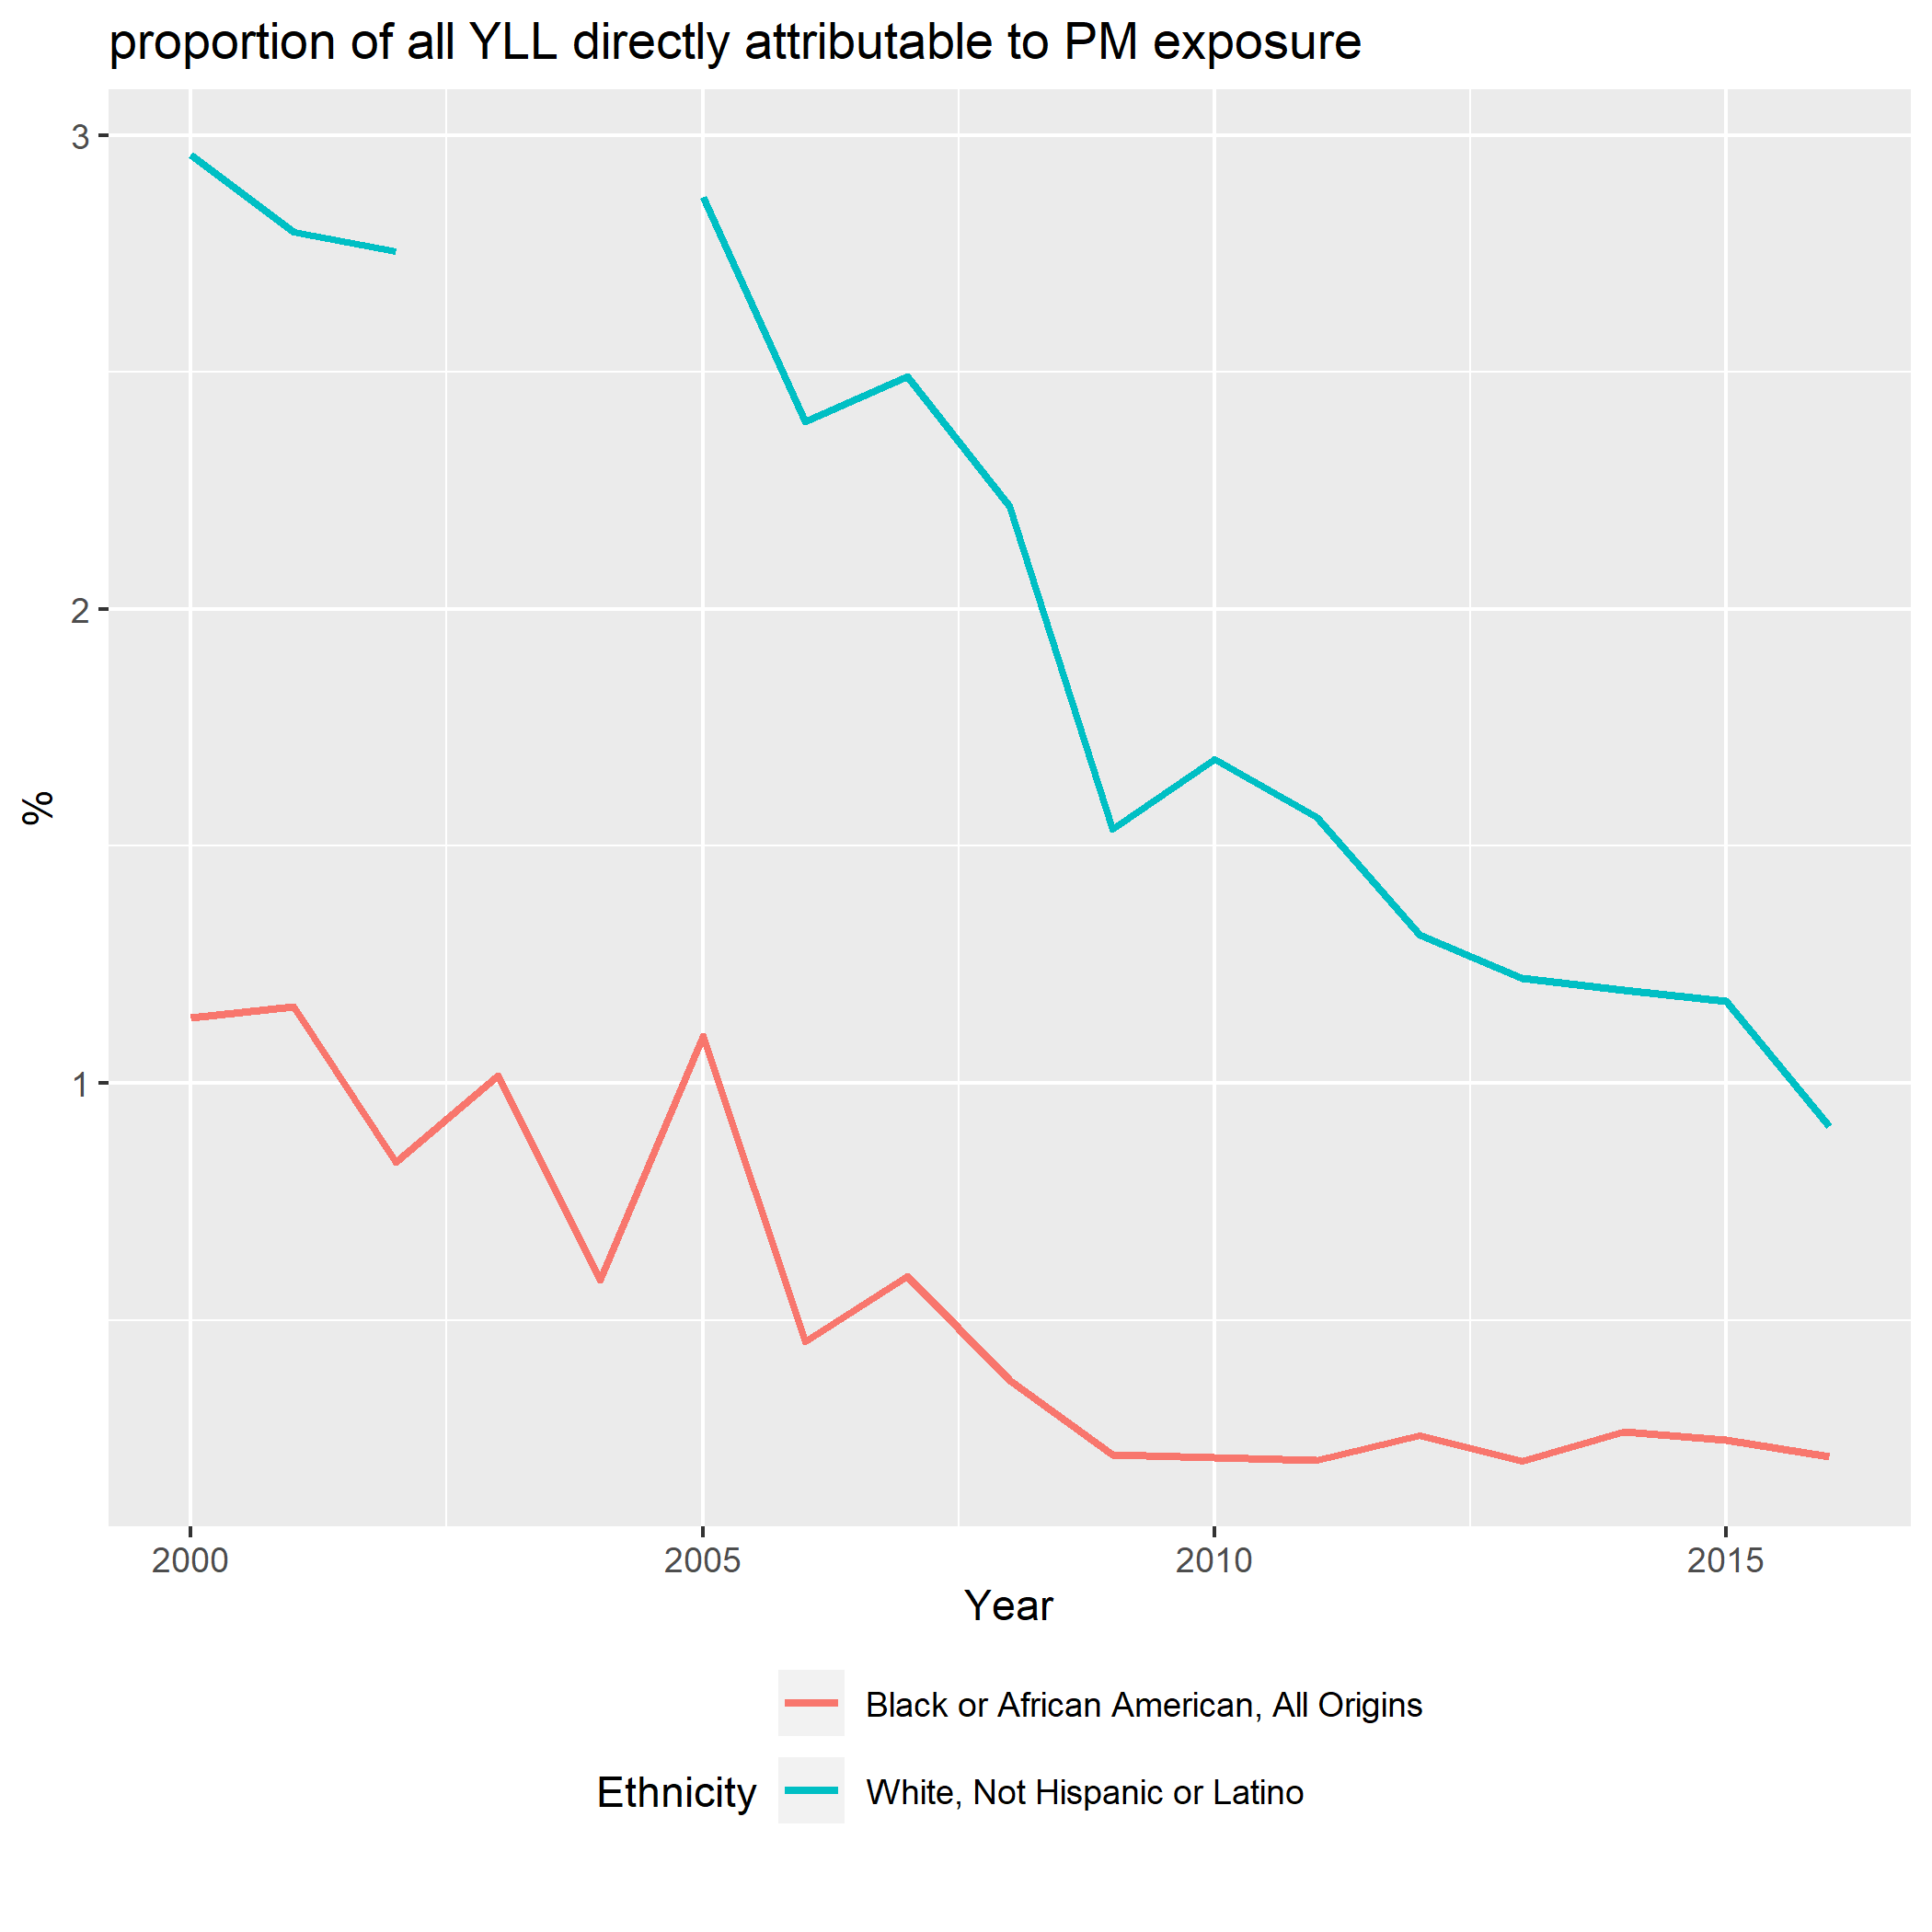 proportion of all YLL directly attributable to PM exposure
3
2
1
%
2000 2005 2010 2015
Year
Ethnicity
Black or African American, All Origins
White, Not Hispanic or Latino